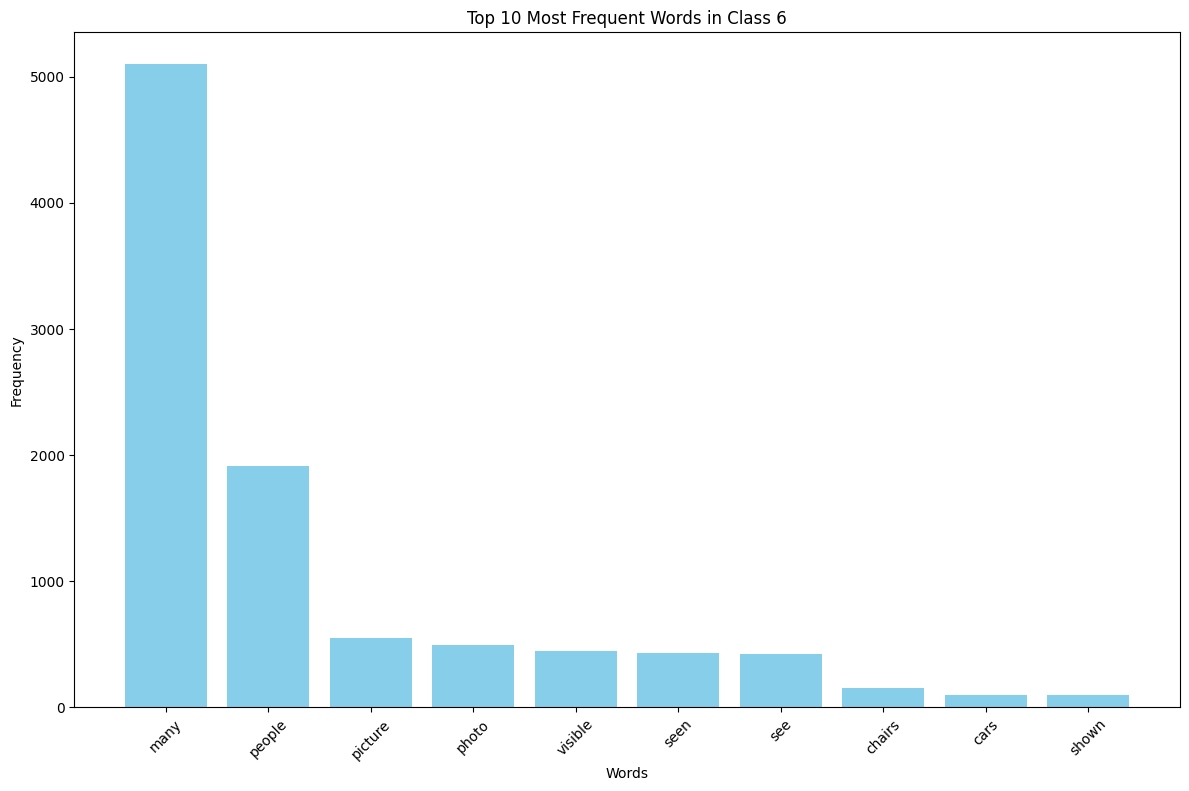 Top 10 Most Frequent Words in Class 6
Frequency
5000
4000
3000
2000
1000
0
many
people
picture
photo
visible
seen
see
chairs
cars
shown
Words